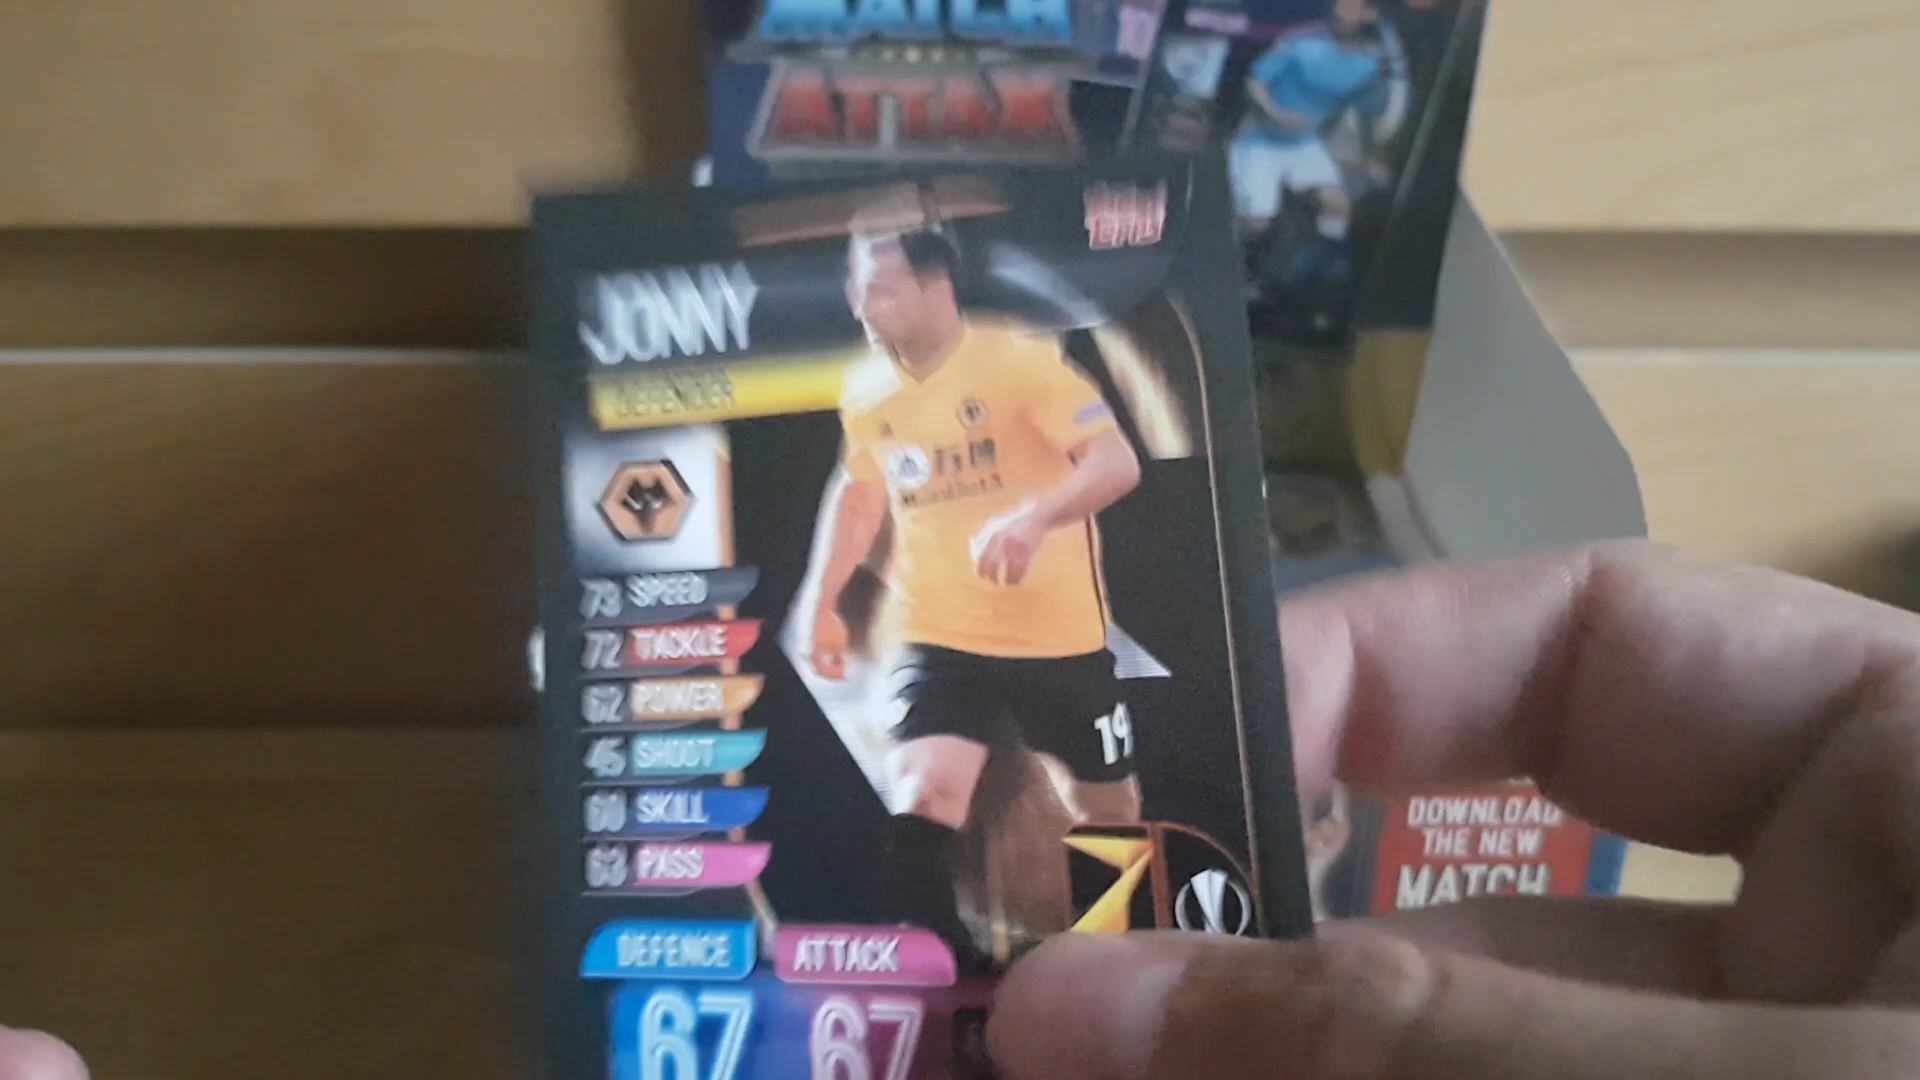 MATCH
ATTAX
JONNY
DEFENDER
73 SPEED
72 TACKLE
62 POWER
45 SHOOT
60 SKILL
63 PASS
19
DEFENCE ATTACK
67 67
DOWNLOAD
THE NEW
MATCH